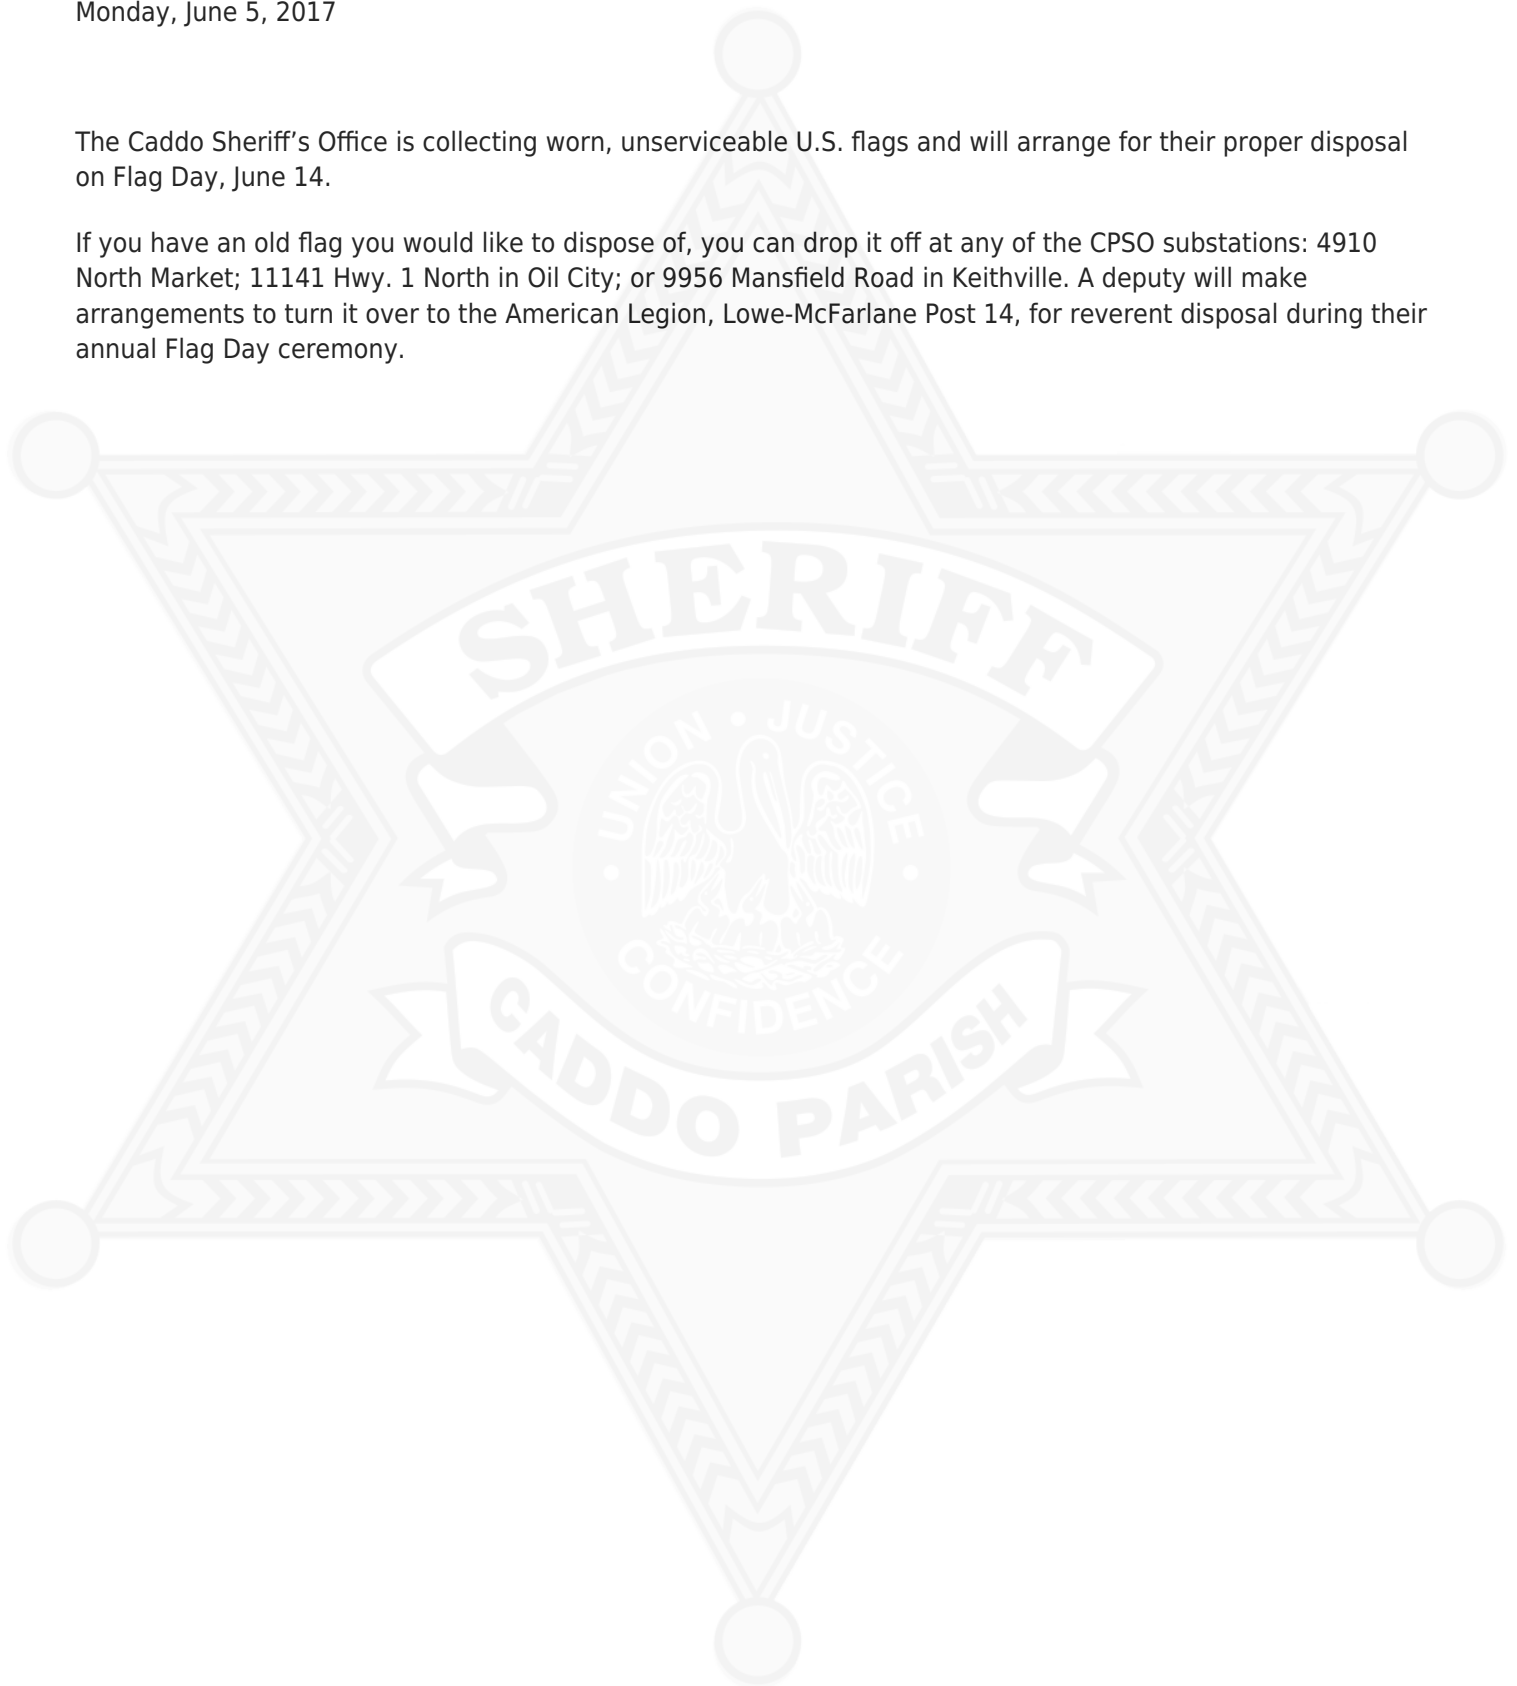 Monday, June 5, 2017
The Caddo Sheriff’s Office is collecting worn, unserviceable U.S. flags and will arrange for their proper disposal
on Flag Day, June 14.
If you have an old flag you would like to dispose of, you can drop it off at any of the CPSO substations: 4910
North Market; 11141 Hwy. 1 North in Oil City; or 9956 Mansfield Road in Keithville. A deputy will make
arrangements to turn it over to the American Legion, Lowe-McFarlane Post 14, for reverent disposal during their
annual Flag Day ceremony.
SHERIFF
UNION • JUSTICE
• CONFIDENCE •
CADDO PARISH